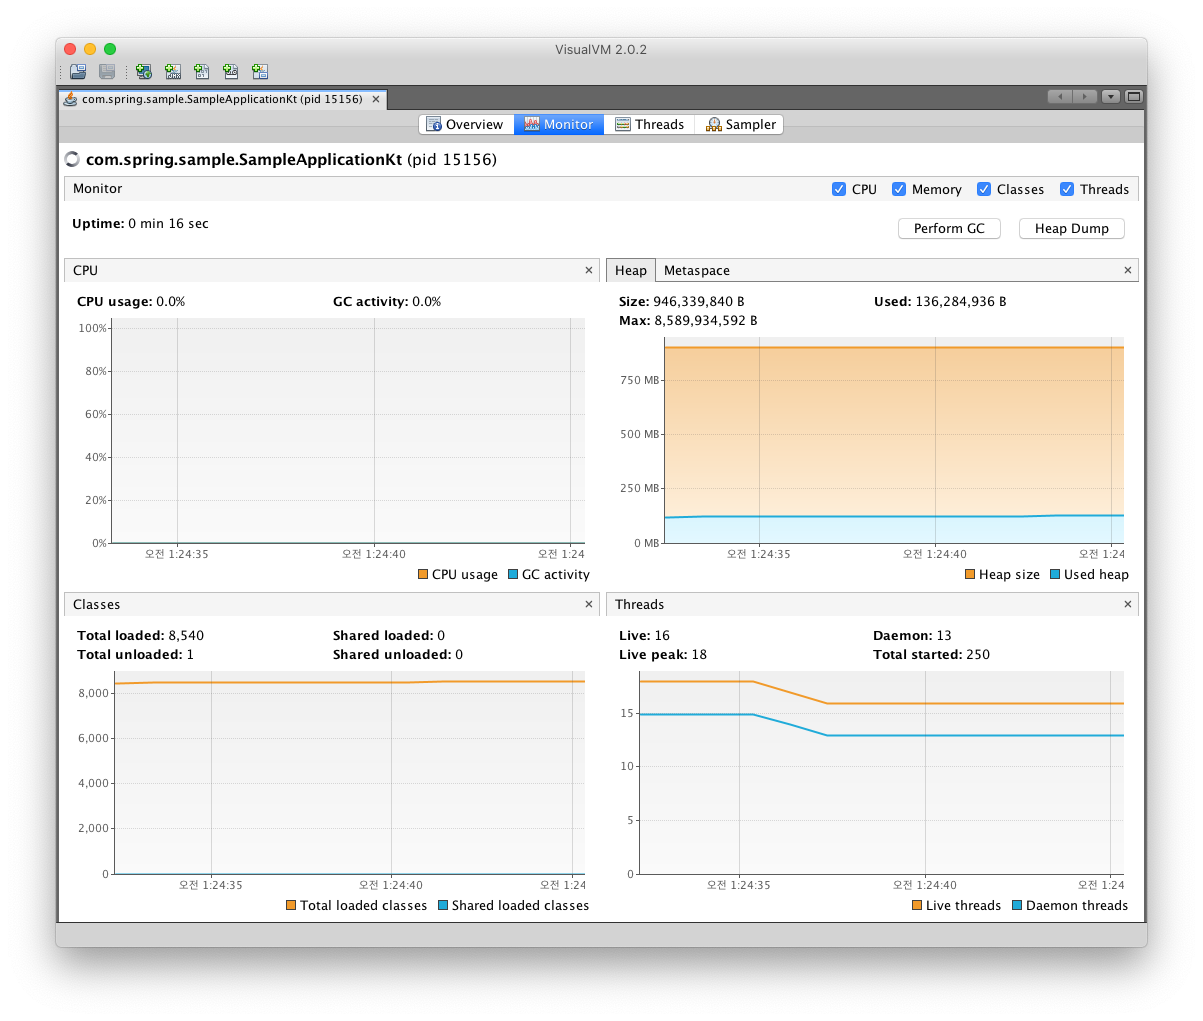 VisualVM 2.0.2
com.spring.sample.SampleApplicationKt (pid 15156)
Overview Monitor Threads Sampler
com.spring.sample.SampleApplicationKt (pid 15156)
Monitor CPU Memory Classes Threads
Uptime: 0 min 16 sec
Perform GC Heap Dump
CPU
CPU usage: 0.0% GC activity: 0.0%
100%
80%
60%
40%
20%
0%
오전 1:24:35 오전 1:24:40 오전 1:24
CPU usage GC activity
Heap Metaspace
Size: 946,339,840 B Used: 136,284,936 B
Max: 8,589,934,592 B
750 MB
500 MB
250 MB
0 MB
오전 1:24:35 오전 1:24:40 오전 1:24
Heap size Used heap
Classes
Total loaded: 8,540 Shared loaded: 0
Total unloaded: 1 Shared unloaded: 0
8,000
6,000
4,000
2,000
0
오전 1:24:35 오전 1:24:40 오전 1:24
Total loaded classes Shared loaded classes
Threads
Live: 16 Daemon: 13
Live peak: 18 Total started: 250
15
10
5
0
오전 1:24:35 오전 1:24:40 오전 1:24
Live threads Daemon threads